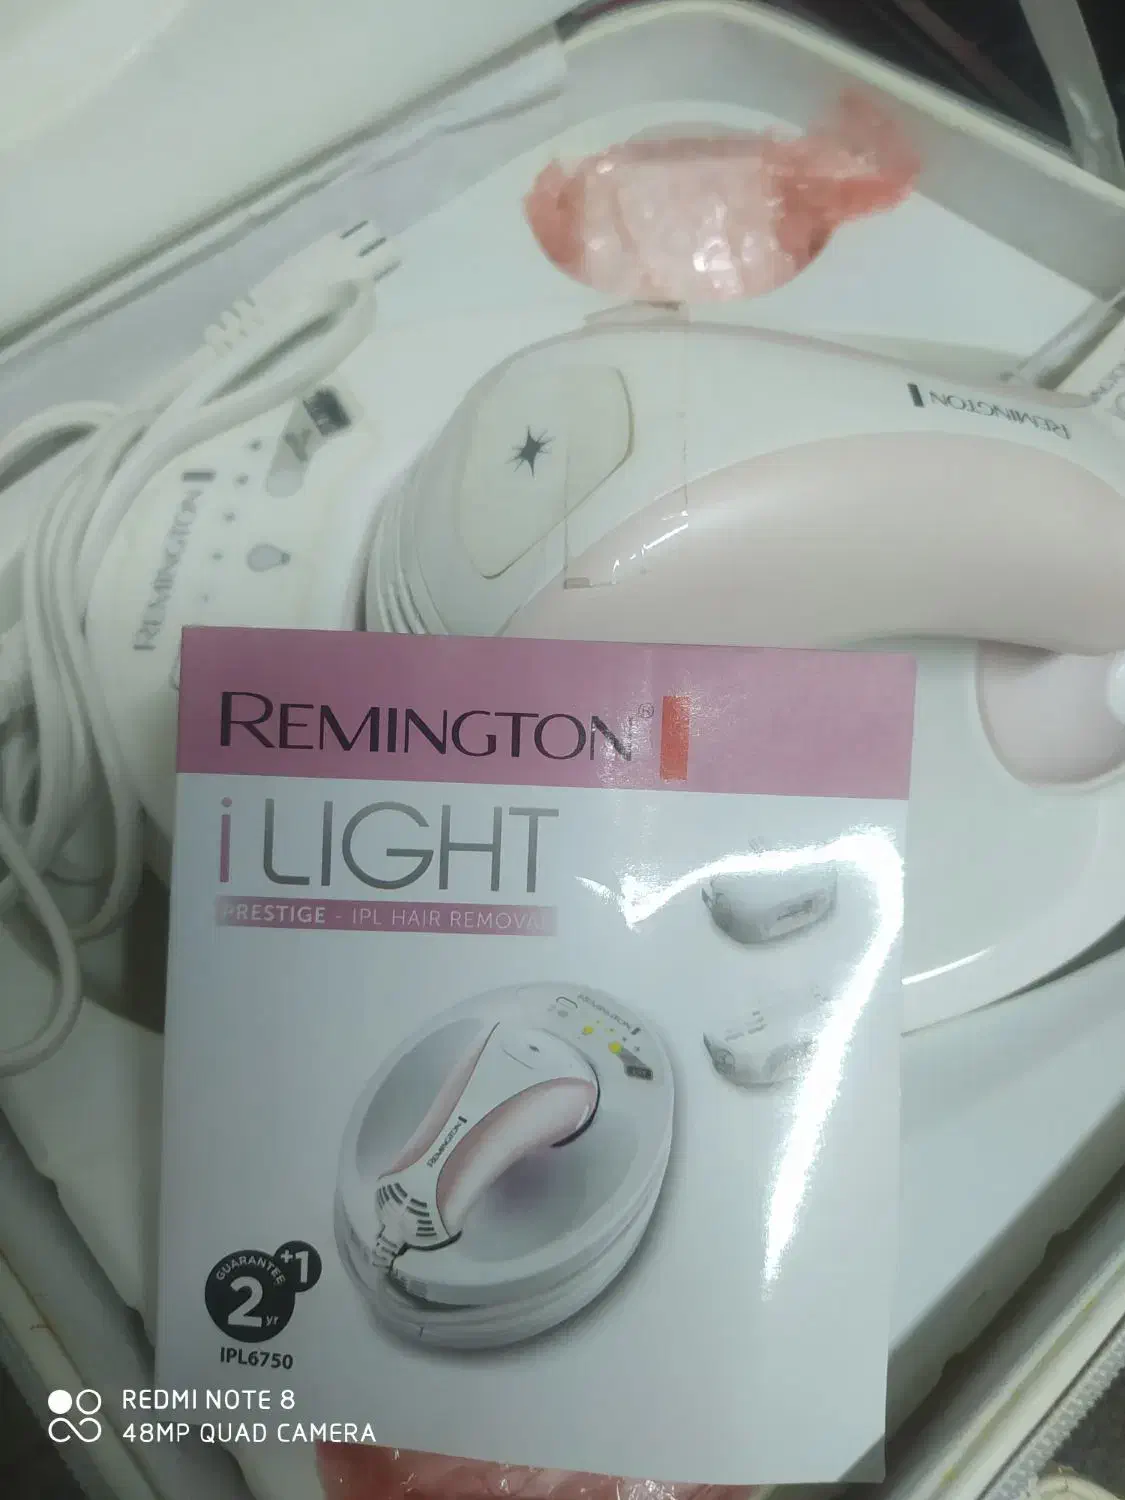 REMINGTON
REMINGTON
REMINGTON®
i LIGHT
PRESTIGE - IPL HAIR REMOVAL
REMINGTON
REMINGTON
GUARANTEE
+1
2 yr
IPL6750
REDMI NOTE 8
48MP QUAD CAMERA